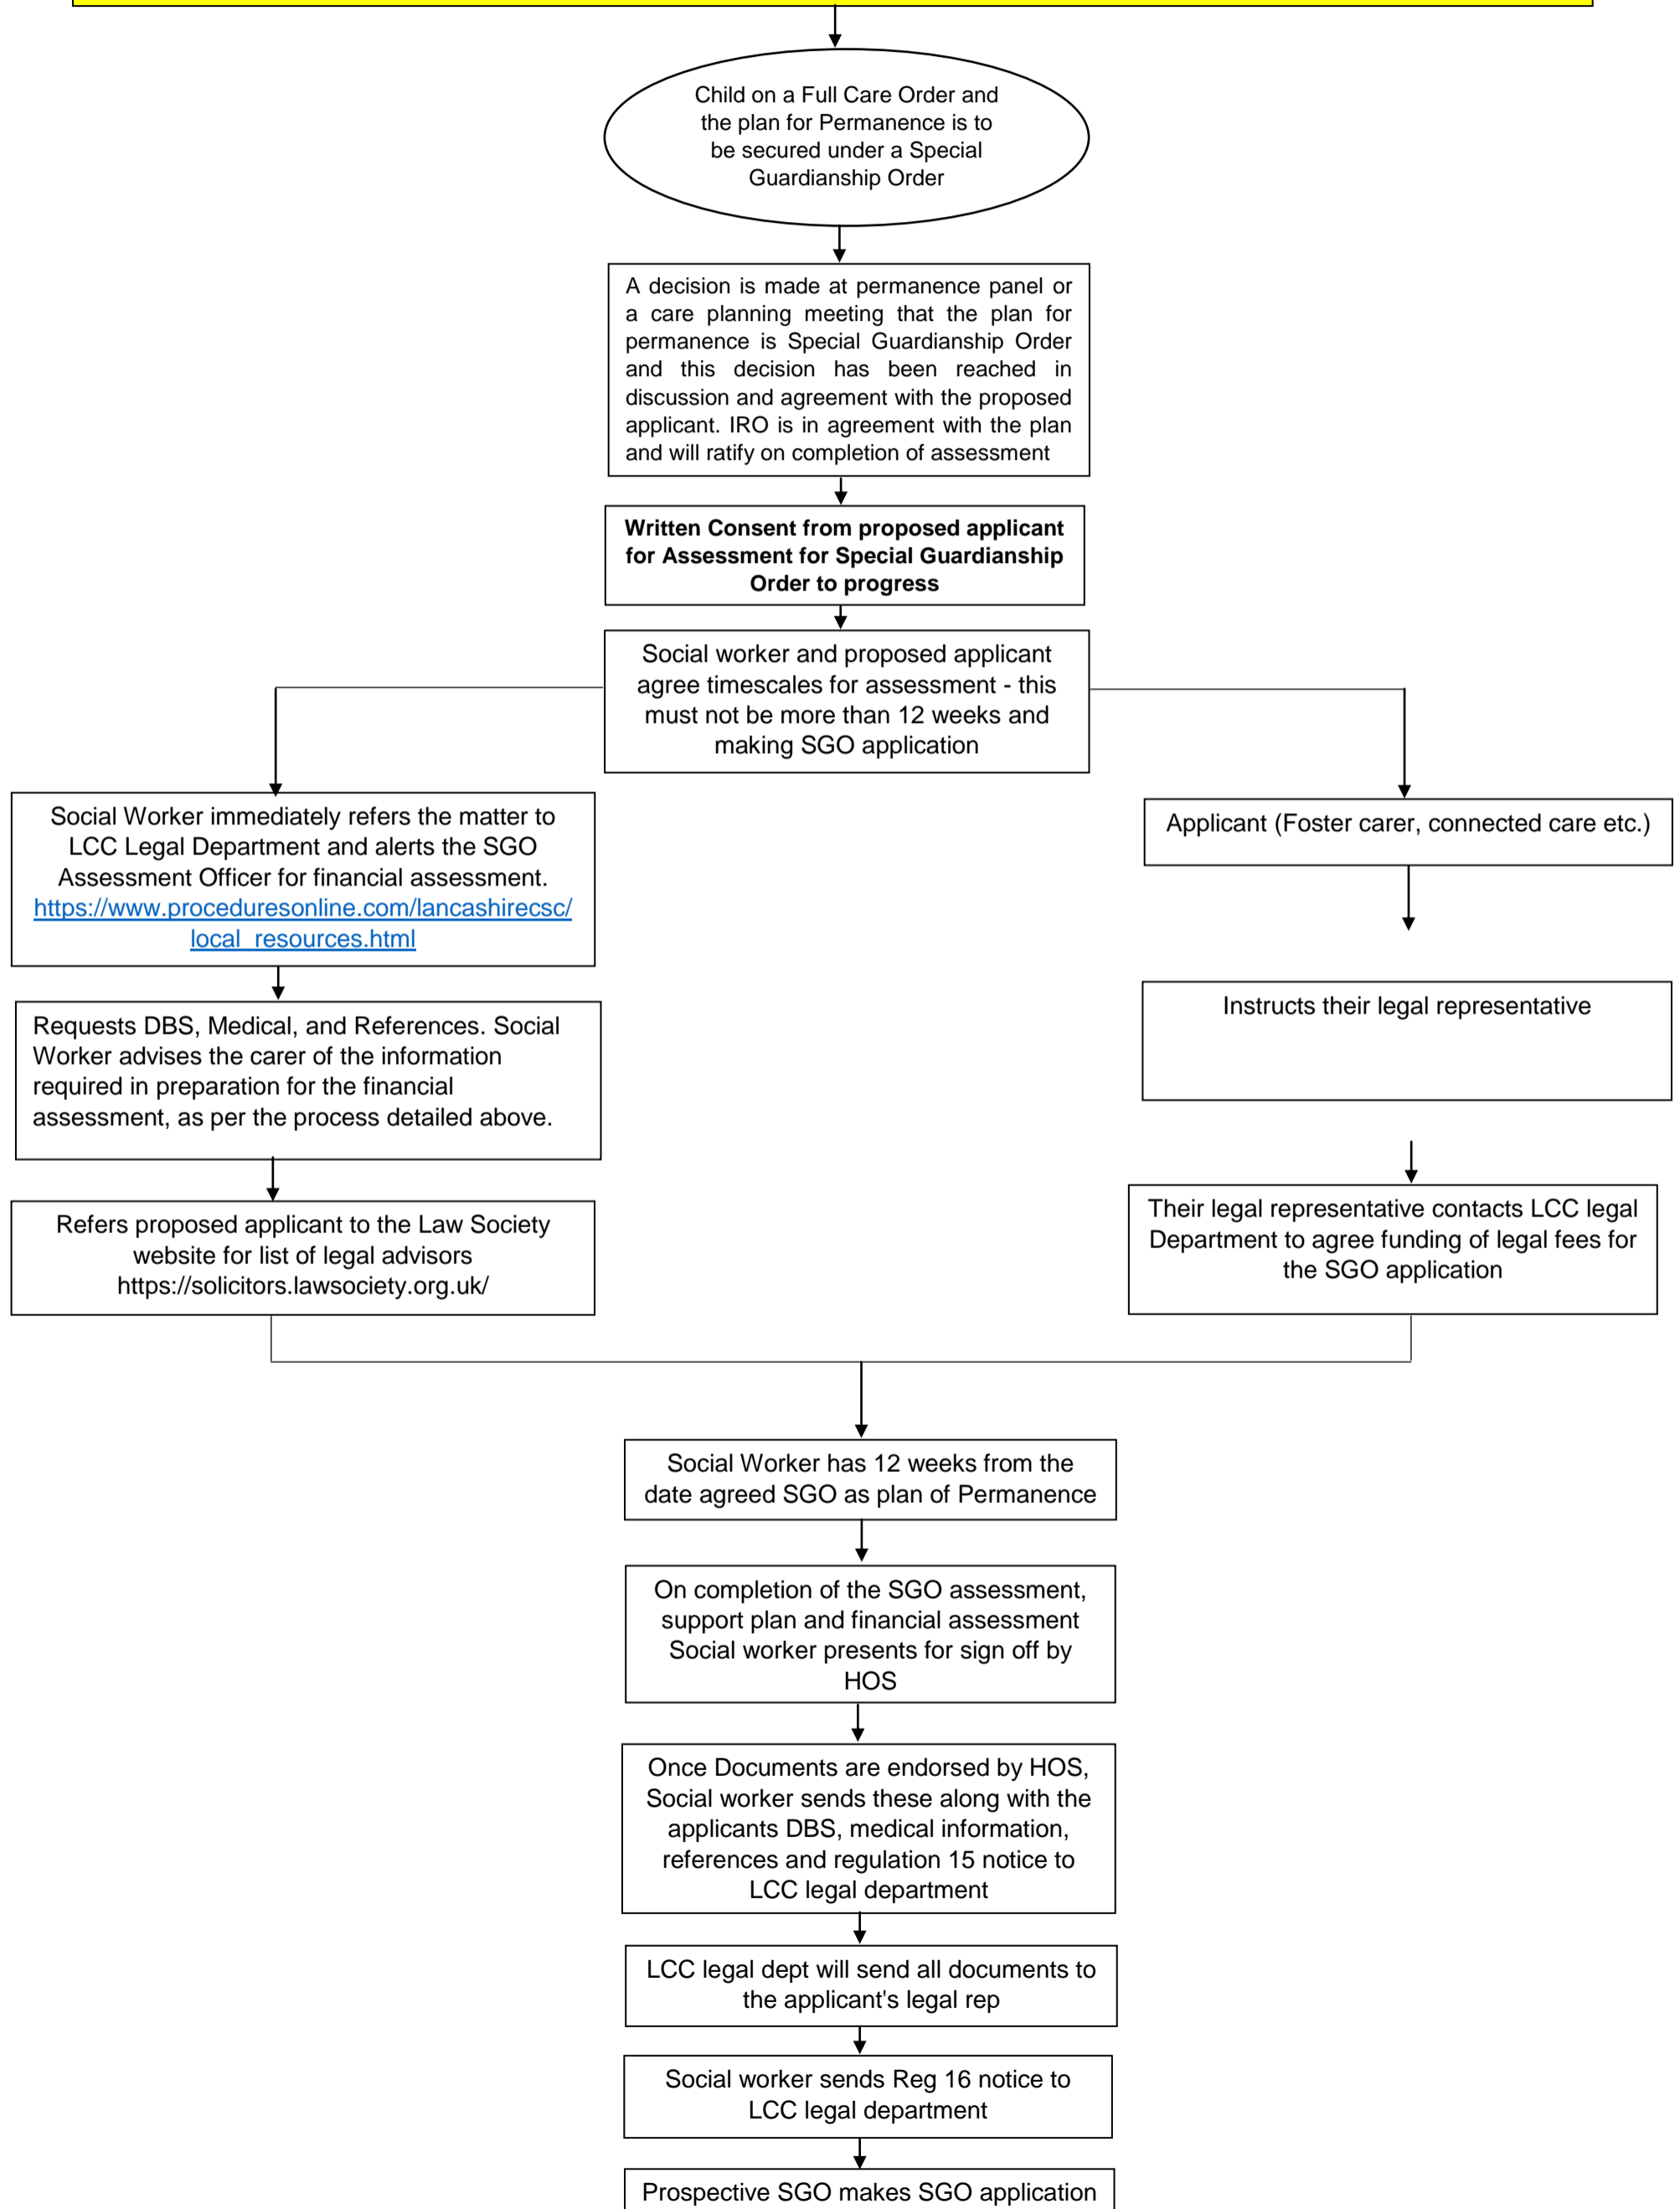 Child on a Full Care Order and
the plan for Permanence is to
be secured under a Special
Guardianship Order
A decision is made at permanence panel or
a care planning meeting that the plan for
permanence is Special Guardianship Order
and this decision has been reached in
discussion and agreement with the proposed
applicant. IRO is in agreement with the plan
and will ratify on completion of assessment
Written Consent from proposed applicant
for Assessment for Special Guardianship
Order to progress
Social worker and proposed applicant
agree timescales for assessment - this
must not be more than 12 weeks and
making SGO application
Social Worker immediately refers the matter to
LCC Legal Department and alerts the SGO
Assessment Officer for financial assessment.
https://www.proceduresonline.com/lancashirecsc/
local_resources.html
Requests DBS, Medical, and References. Social
Worker advises the carer of the information
required in preparation for the financial
assessment, as per the process detailed above.
Refers proposed applicant to the Law Society
website for list of legal advisors
https://solicitors.lawsociety.org.uk/
Applicant (Foster carer, connected care etc.)
Instructs their legal representative
Their legal representative contacts LCC legal
Department to agree funding of legal fees for
the SGO application
Social Worker has 12 weeks from the
date agreed SGO as plan of Permanence
On completion of the SGO assessment,
support plan and financial assessment
Social worker presents for sign off by
HOS
Once Documents are endorsed by HOS,
Social worker sends these along with the
applicants DBS, medical information,
references and regulation 15 notice to
LCC legal department
LCC legal dept will send all documents to
the applicant's legal rep
Social worker sends Reg 16 notice to
LCC legal department
Prospective SGO makes SGO application